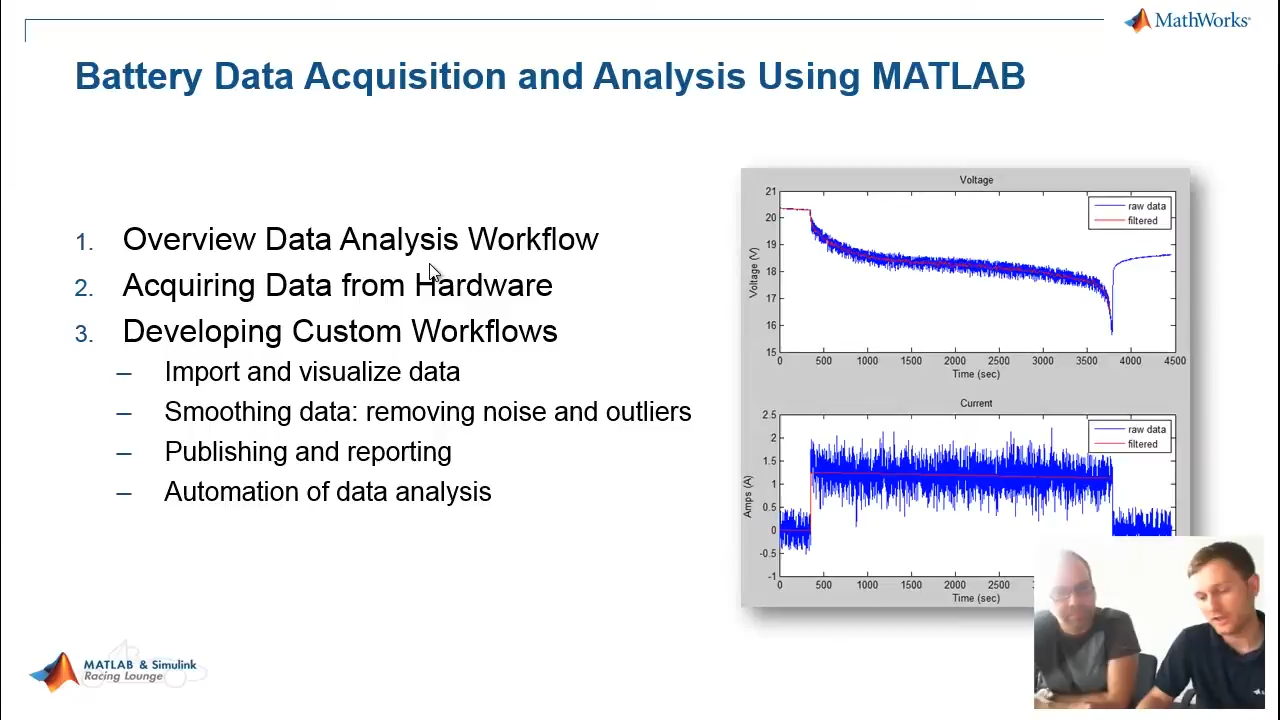 MathWorks
Battery Data Acquisition and Analysis Using MATLAB
1. Overview Data Analysis Workflow
2. Acquiring Data from Hardware
3. Developing Custom Workflows
– Import and visualize data
– Smoothing data: removing noise and outliers
– Publishing and reporting
– Automation of data analysis
Voltage
21
20
19
18
17
16
15
Voltage (V)
raw data
filtered
0 500 1000 1500 2000 2500 3000 3500 4000 4500
Time (sec)
Current
2.5
2
1.5
1
0.5
0
-0.5
-1
Amps (A)
raw data
filtered
0 500 1000 1500 2000 2500
Time (sec)
MATLAB & Simulink
Racing Lounge